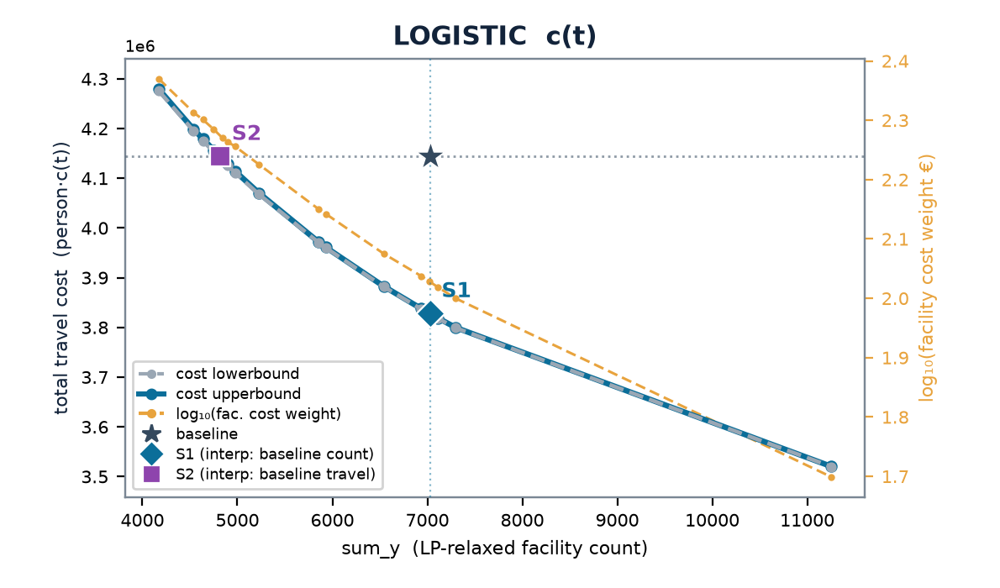 LOGISTIC  c(t)
1e6
4.3
4.2
4.1
4.0
3.9
3.8
3.7
3.6
3.5
total travel cost  (person·c(t))
S2
S1
2.4
2.3
2.2
2.1
2.0
1.9
1.8
1.7
log₁₀(facility cost weight €)
cost lowerbound
cost upperbound
log₁₀(fac. cost weight)
baseline
S1 (interp: baseline count)
S2 (interp: baseline travel)
4000 5000 6000 7000 8000 9000 10000 11000
sum_y  (LP-relaxed facility count)